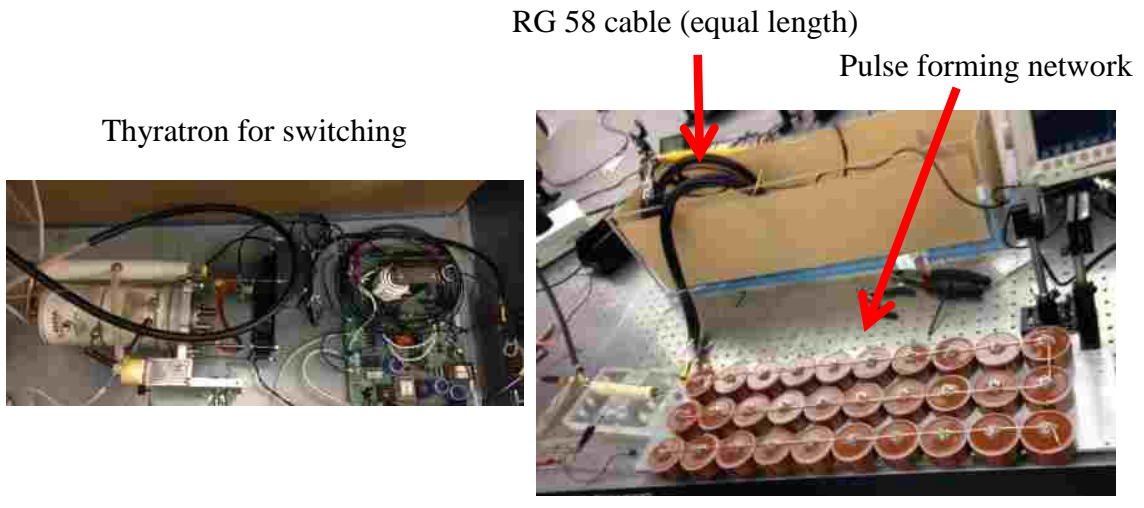 RG 58 cable (equal length)
Pulse forming network
Thyratron for switching